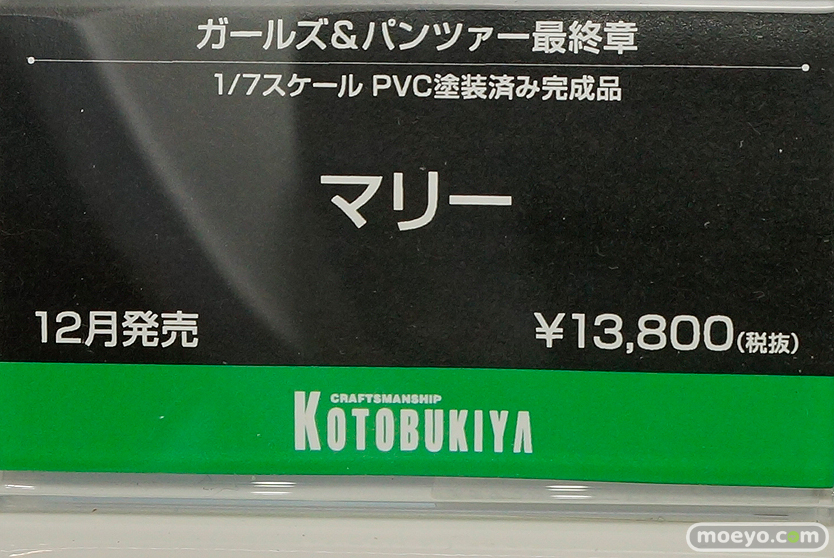 ガールズ&パンツァー最終章
1/7スケール PVC塗装済み完成品
マリー
12月発売
¥13,800(税抜)
CRAFTSMANSHIP
KOTOBUKIYA
moeyo.com